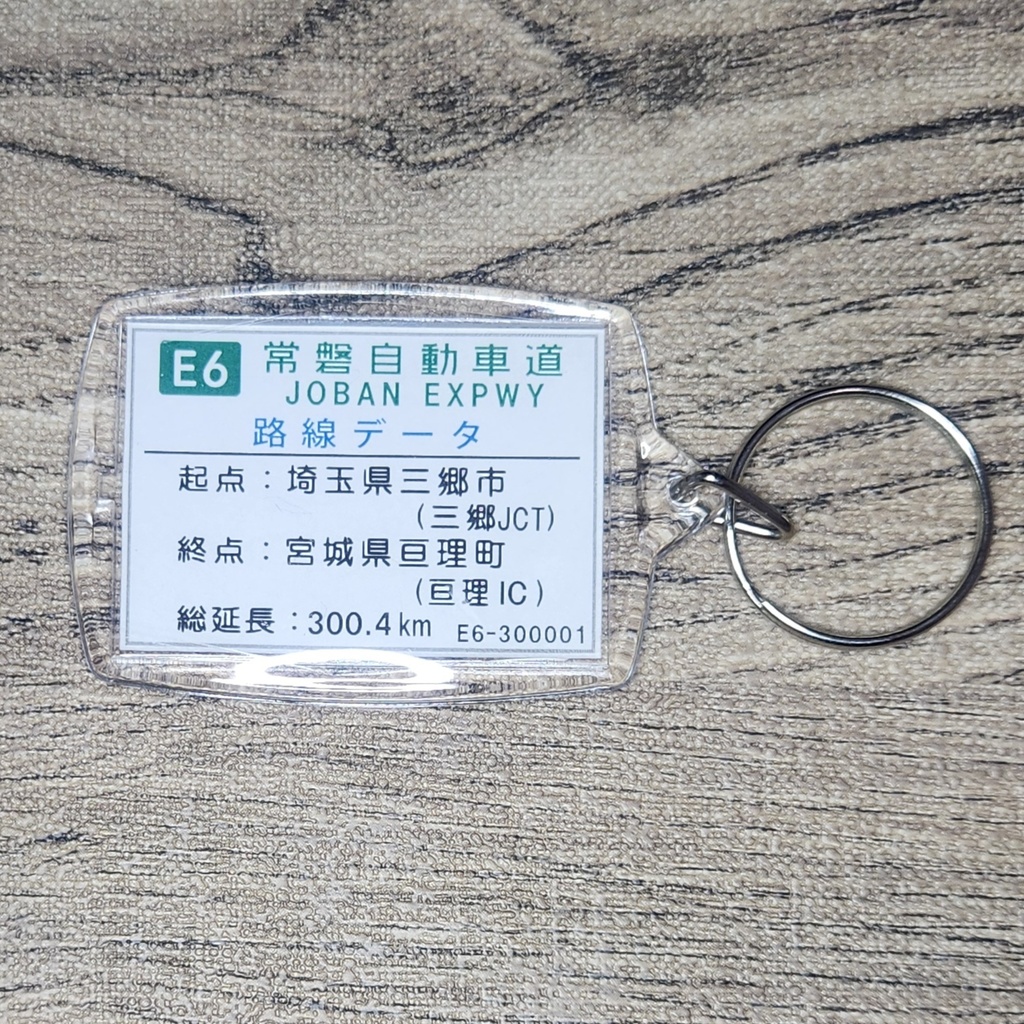 E6 常磐自動車道
JOBAN EXPWY
路線データ
起点：埼玉県三郷市
(三郷JCT)
終点：宮城県亘理町
(亘理IC)
総延長：300.4km E6-300001